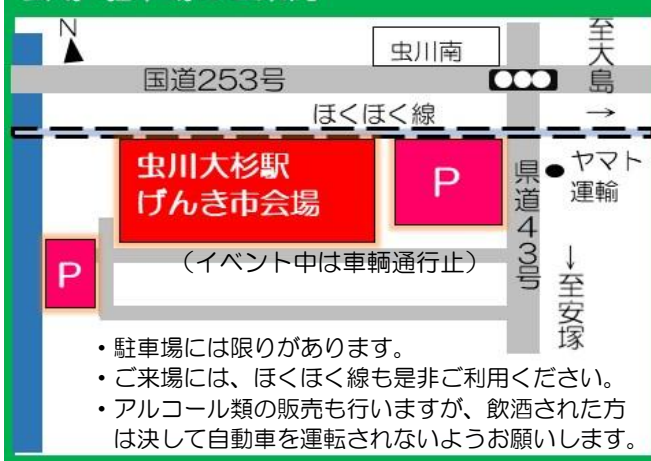 N
虫川南
至大島
→
国道253号
ほくほく線
虫川大杉駅
げんき市会場
P
県道43号
ヤマト
運輸
P
(イベント中は車輌通行止)
↓
至安塚
・駐車場には限りがあります。
・ご来場には、ほくほく線も是非ご利用ください。
・アルコール類の販売も行いますが、飲酒された方
は決して自動車を運転されないようお願いします。